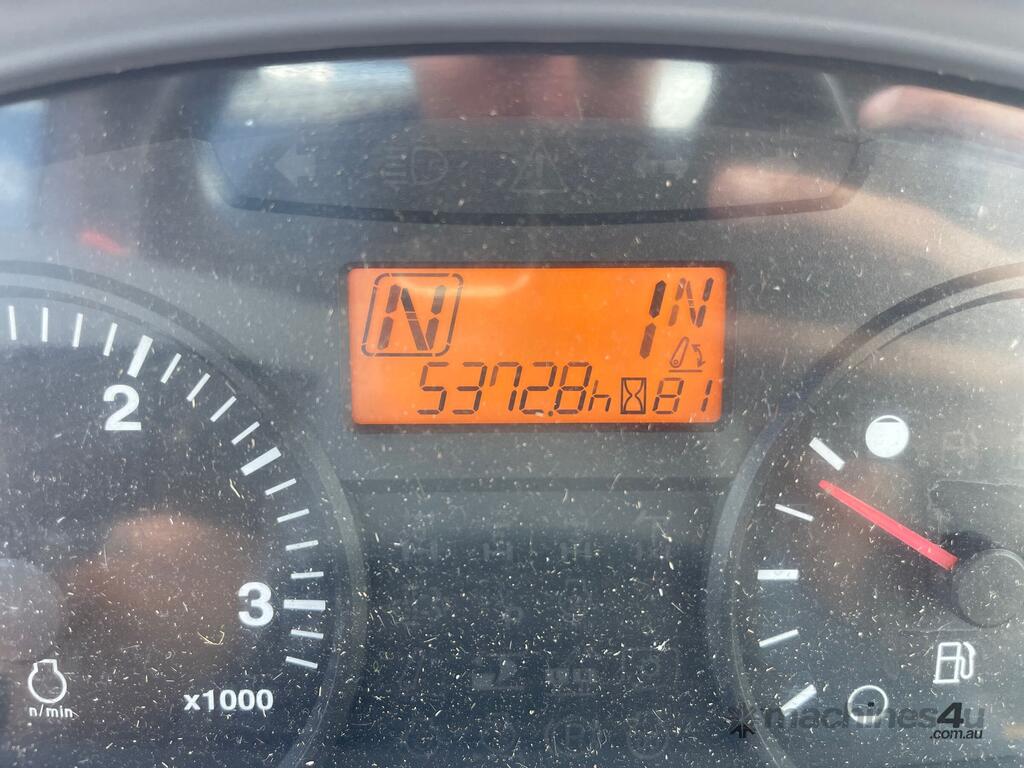 N 1N
5372.8h 81
2
3
x1000
n/min
machines4u
.com.au